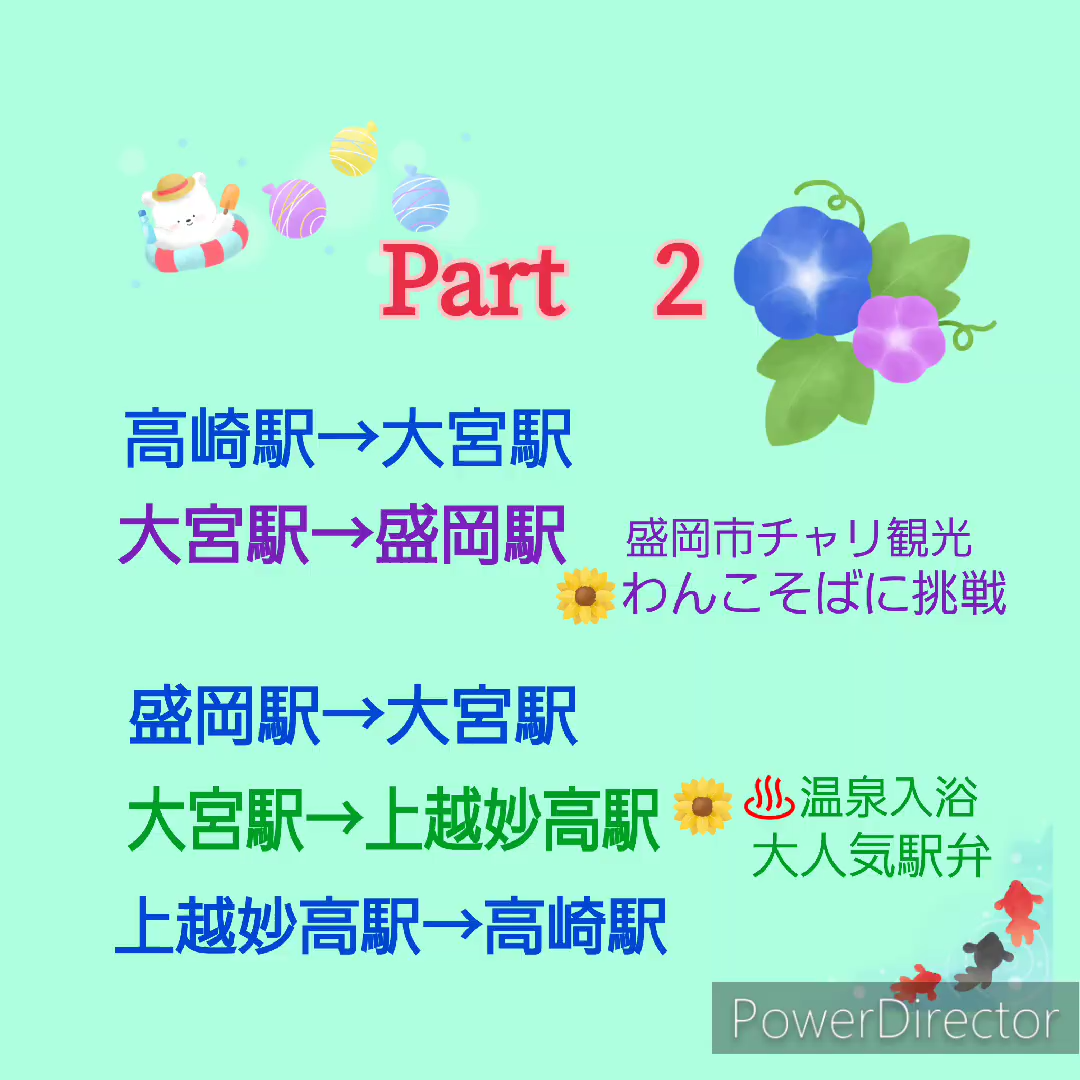 Part 2
高崎駅→大宮駅
大宮駅→盛岡駅
盛岡市チャリ観光
わんこそばに挑戦
盛岡駅→大宮駅
大宮駅→上越妙高駅
♨温泉入浴
大人気駅弁
上越妙高駅→高崎駅
PowerDirector